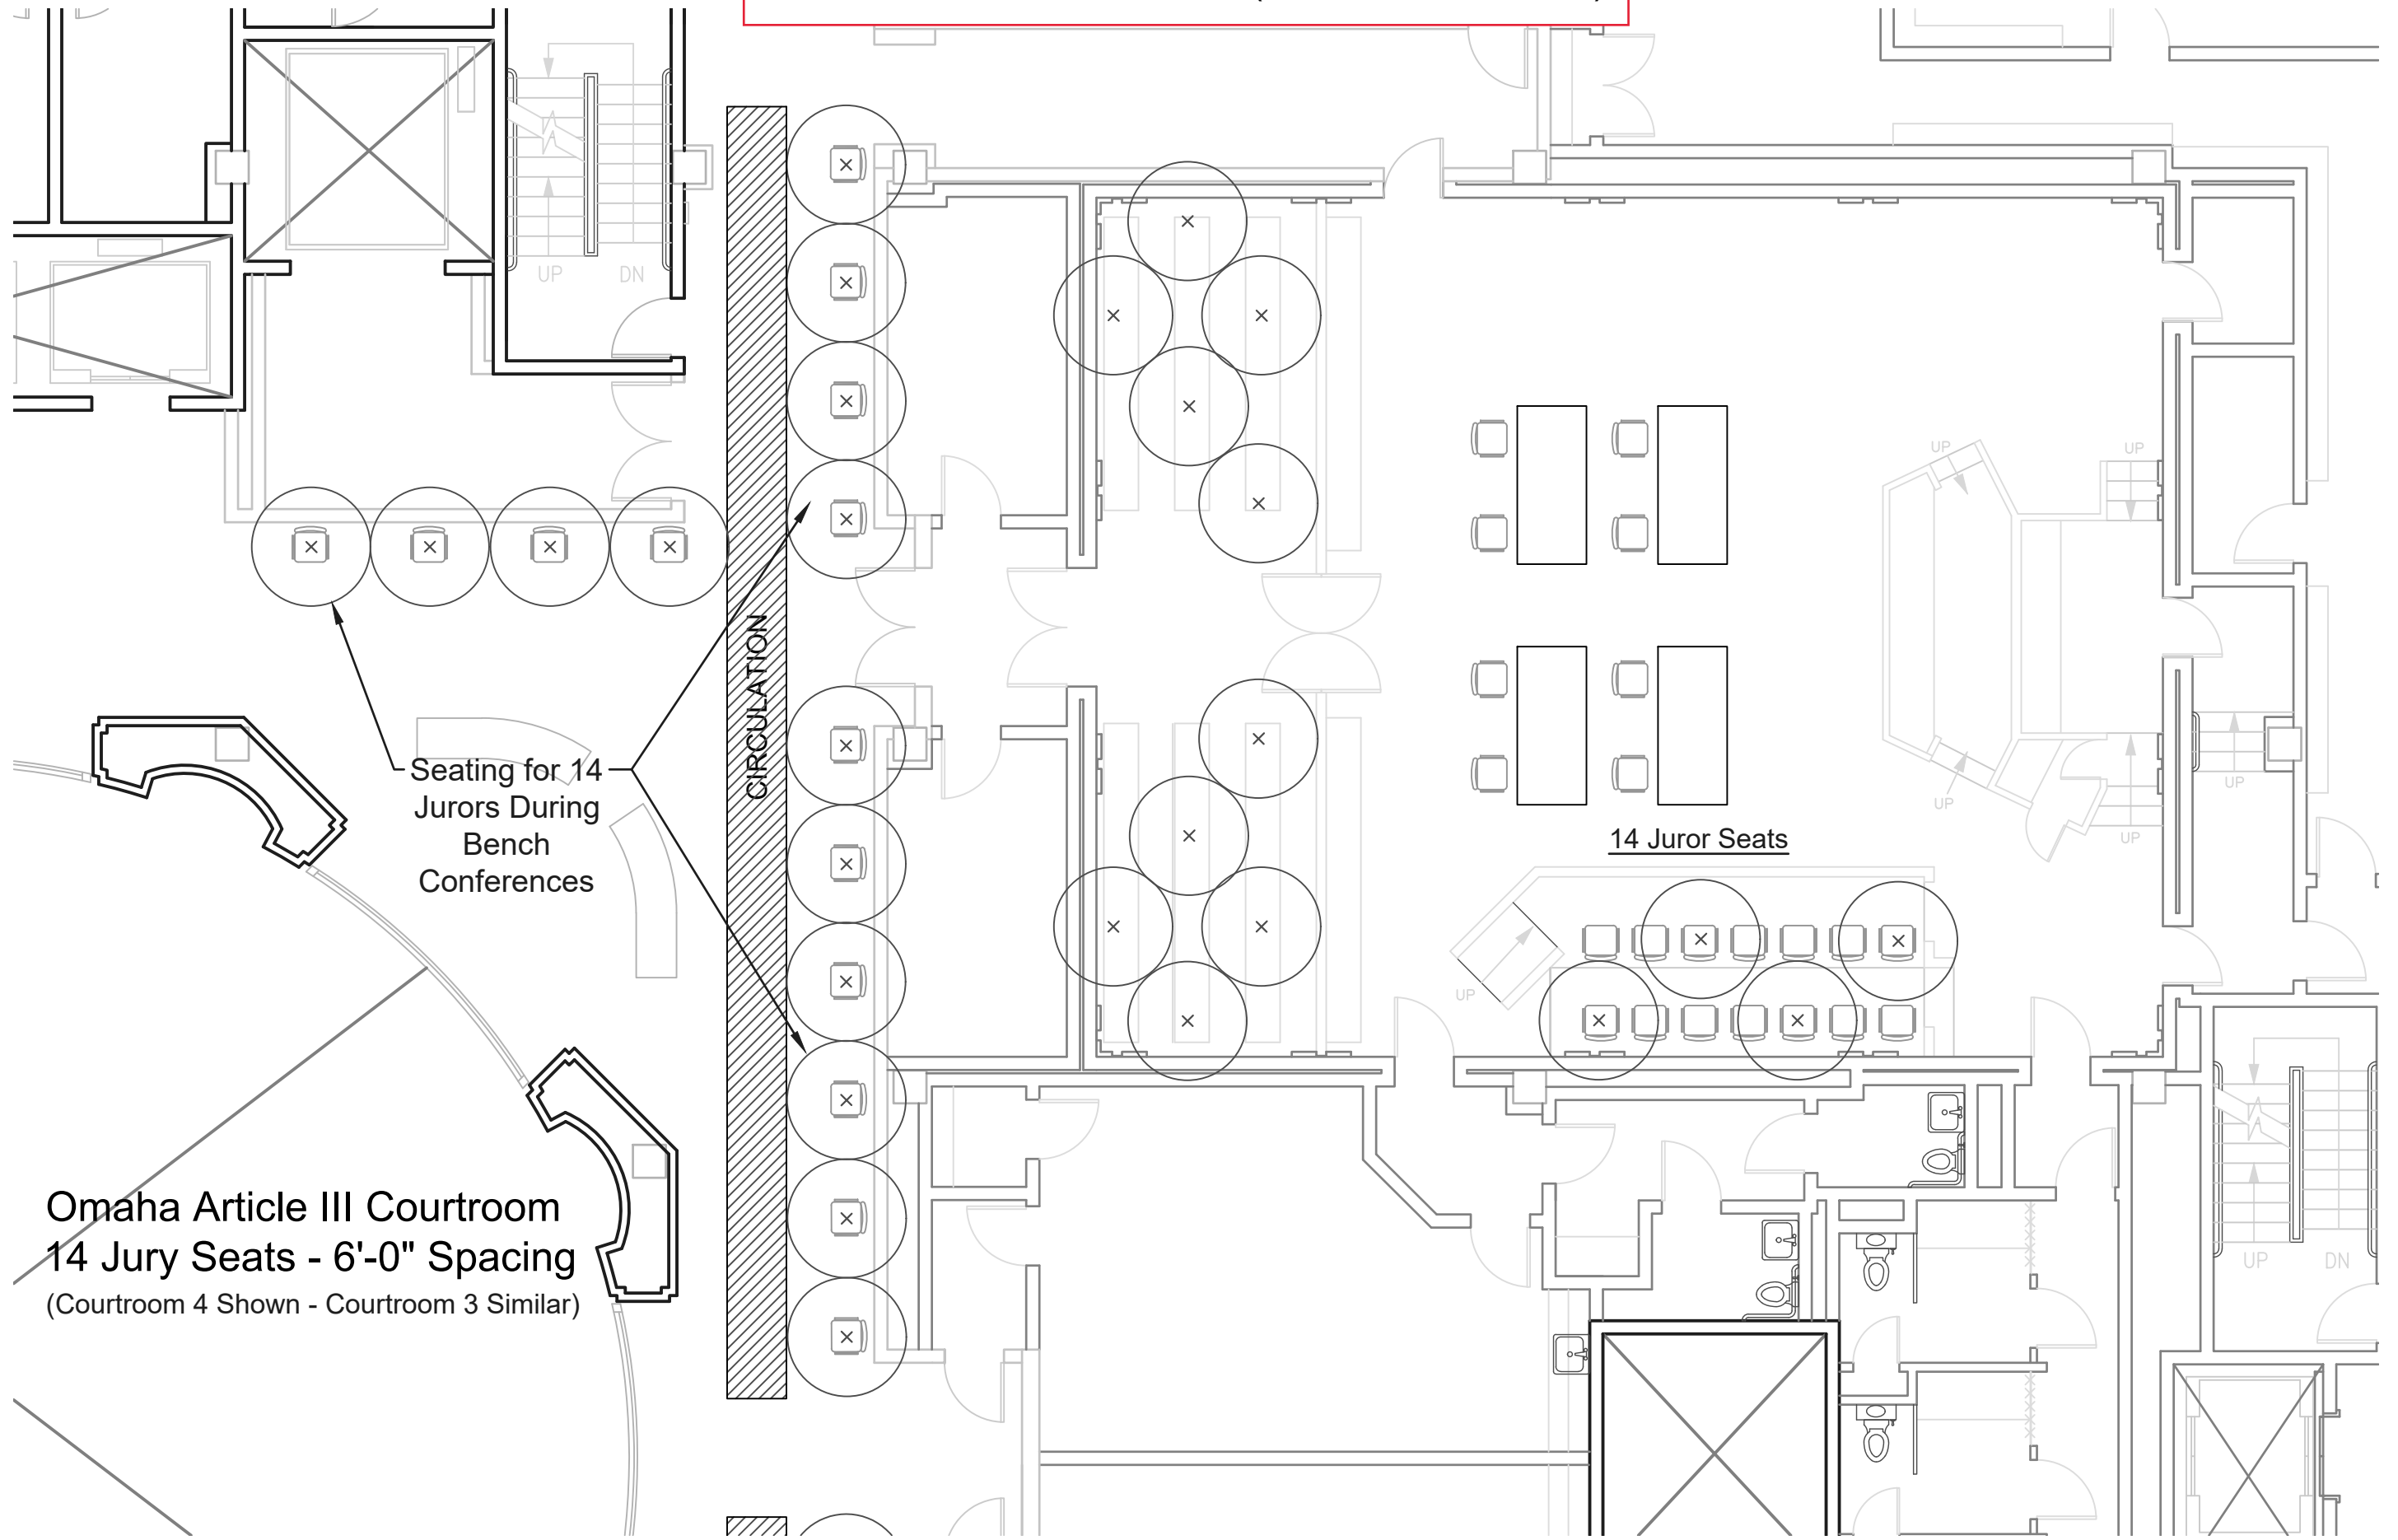 UP
DN
UP
UP
CIRCULATION
Seating for 14
Jurors During
Bench
Conferences
UP
UP
UP
14 Juror Seats
UP
Omaha Article III Courtroom
14 Jury Seats - 6'-0" Spacing
(Courtroom 4 Shown - Courtroom 3 Similar)
UP
DN